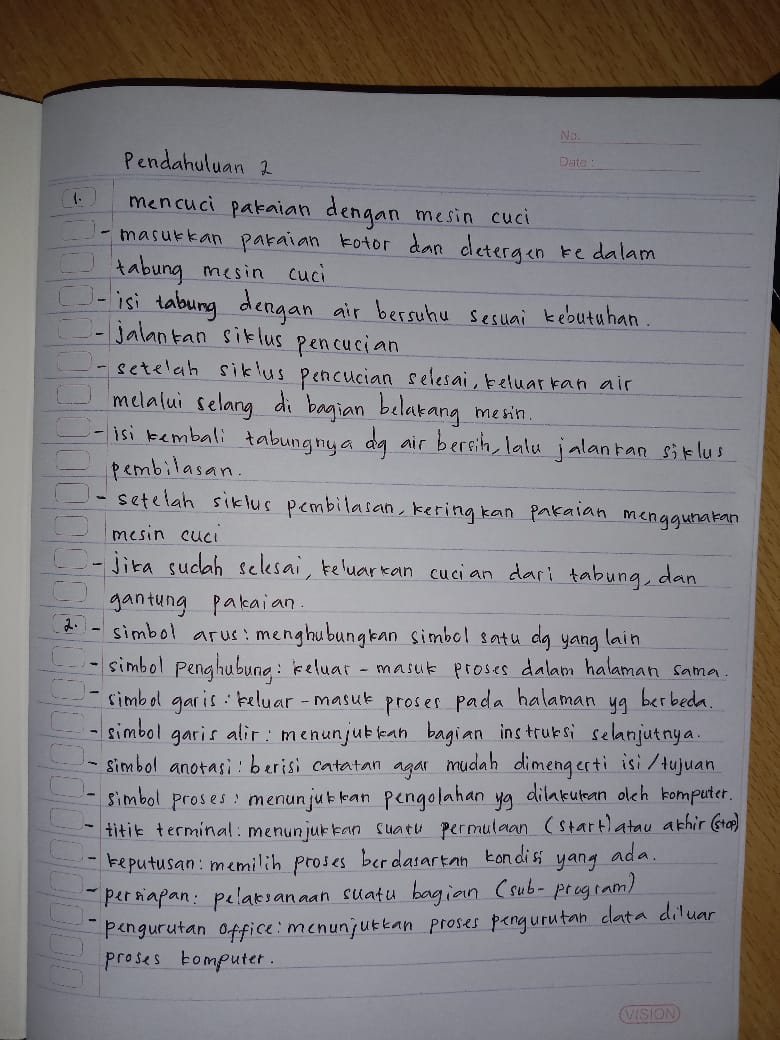 No.
Date :
Pendahuluan 2
1. mencuci pakaian dengan mesin cuci
- masukkan pakaian kotor dan detergen ke dalam
tabung mesin cuci
- isi tabung dengan air bersuhu sesuai kebutuhan.
- jalankan siklus pencucian
- setelah siklus pencucian selesai, keluarkan air
melalui selang di bagian belakang mesin.
- isi kembali tabungnya dg air bersih, lalu jalankan siklus
pembilasan.
- setelah siklus pembilasan, keringkan pakaian menggunakan
mesin cuci
- jika sudah selesai, keluarkan cucian dari tabung, dan
gantung pakaian.
2. - simbol arus : menghubungkan simbol satu dg yang lain
- simbol penghubung : keluar - masuk proses dalam halaman sama.
- simbol garis : keluar - masuk proses pada halaman yg berbeda.
- simbol garis alir : menunjukkan bagian instruksi selanjutnya.
- simbol anotasi : berisi catatan agar mudah dimengerti isi / tujuan
- simbol proses : menunjukkan pengolahan yg dilakukan oleh komputer.
- titik terminal : menunjukkan suatu permulaan (start) atau akhir (stop)
- keputusan : memilih proses berdasarkan kondisi yang ada.
- persiapan : pelaksanaan suatu bagian (sub-program)
- pengurutan office : menunjukkan proses pengurutan data diluar
proses komputer.
VISION